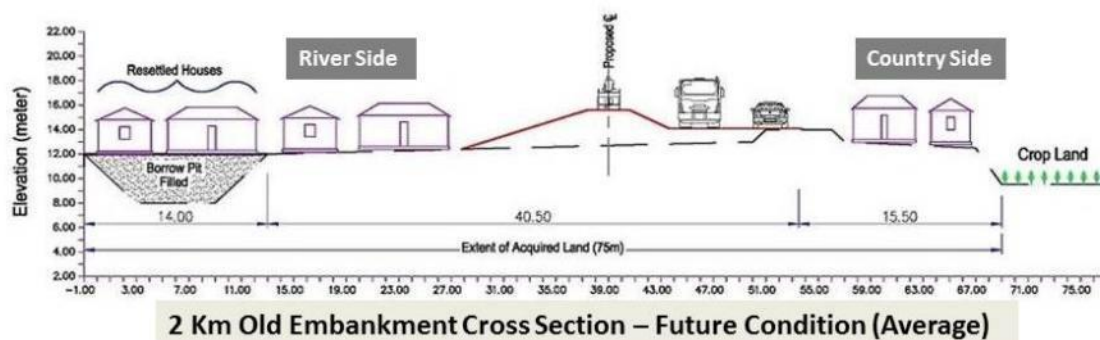 22.00
20.00
18.00
16.00
14.00
12.00
10.00
8.00
6.00
4.00
2.00
Elevation (meter)
Resettled Houses
River Side
Proposed ℄
Country Side
Borrow Pit
Filled
Crop Land
14.00
40.50
15.50
Extent of Acquired Land (75m)
-1.00 3.00 7.00 11.00 15.00 19.00 23.00 27.00 31.00 35.00 39.00 43.00 47.00 51.00 55.00 59.00 63.00 67.00 71.00 75.00
2 Km Old Embankment Cross Section – Future Condition (Average)